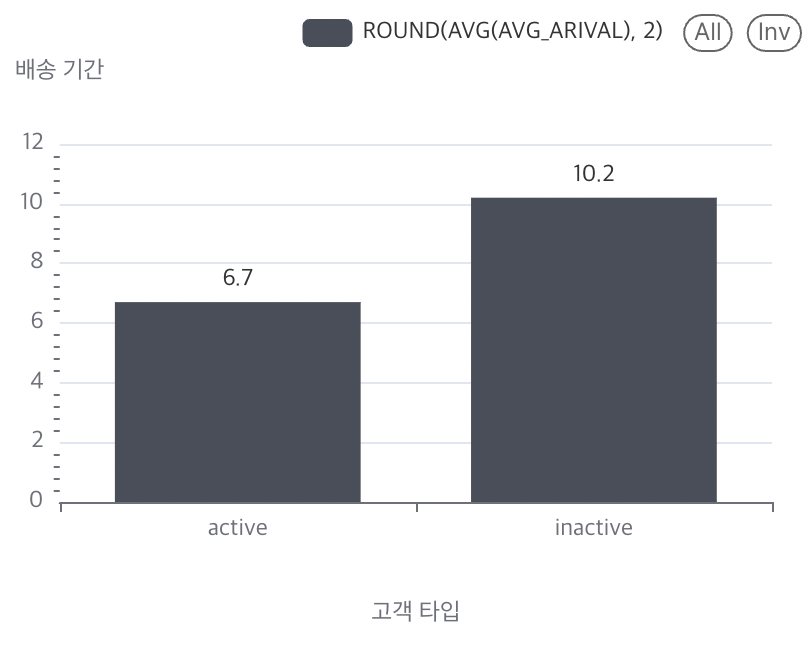 ROUND(AVG(AVG_ARIVAL), 2) All Inv
배송 기간
12
10.2
10
8
6.7
6
4
2
0
active inactive
고객 타입